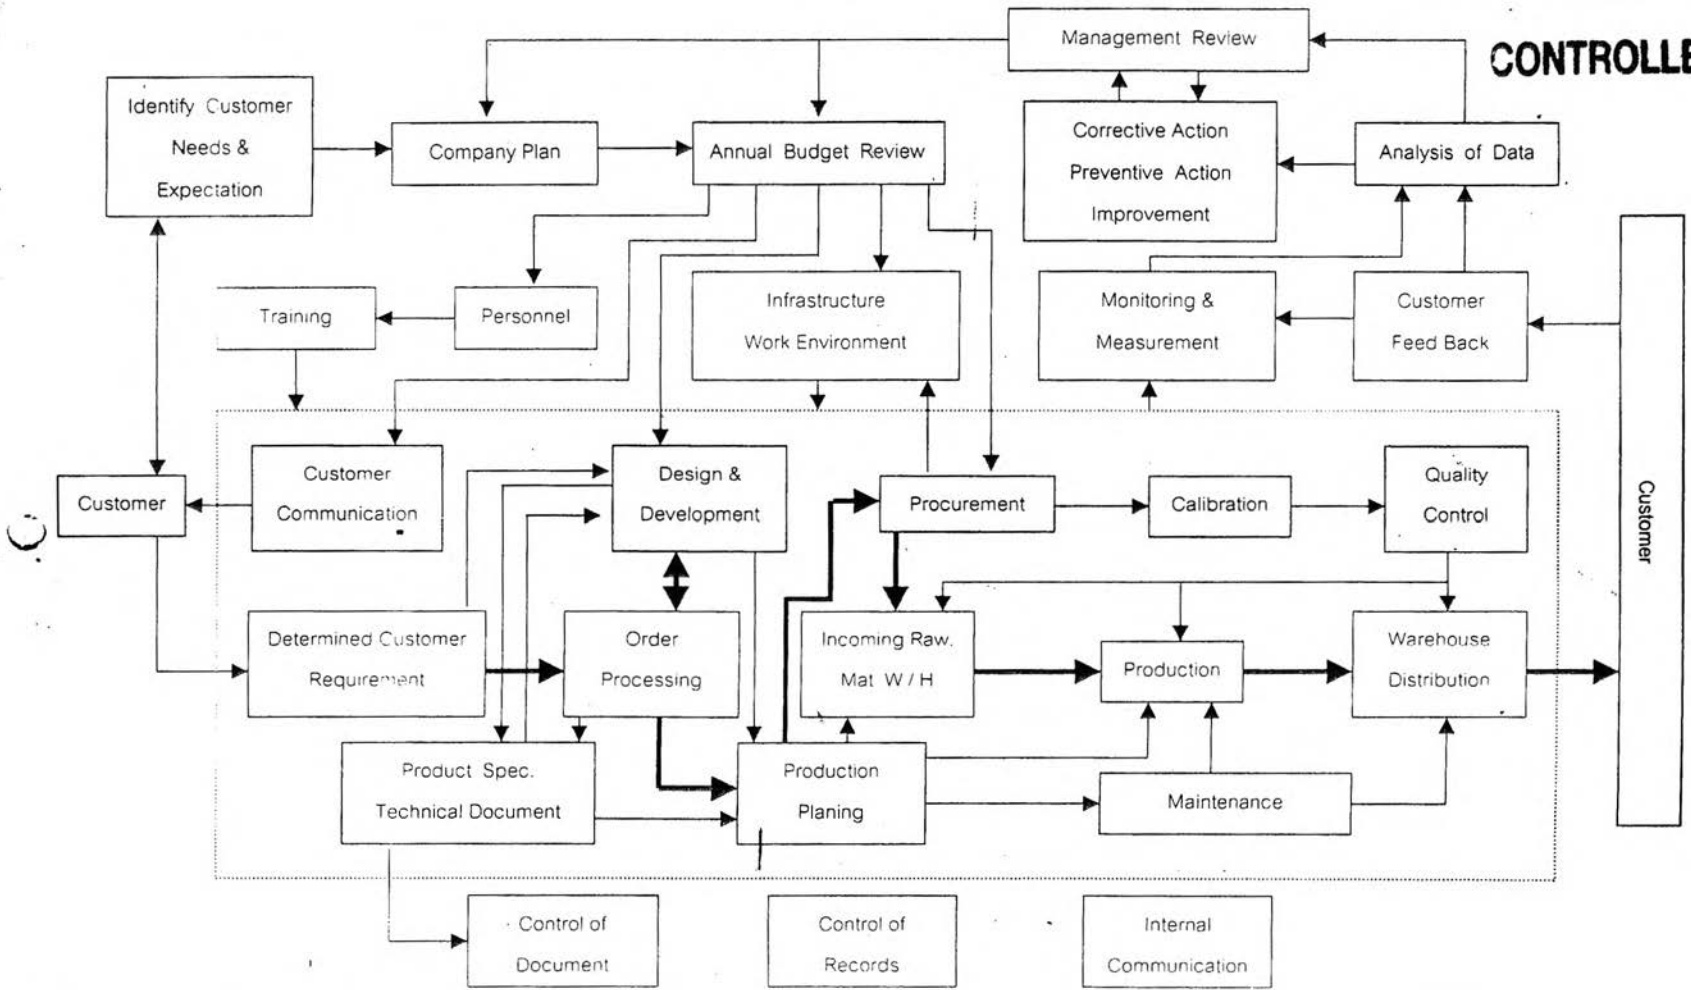 Management Review
CONTROLLE
Identify Customer
Needs &
Expectation
Company Plan
Annual Budget Review
Corrective Action
Preventive Action
Improvement
Analysis of Data
Training
Personnel
Infrastructure
Work Environment
Monitoring &
Measurement
Customer
Feed Back
Customer
Customer
Customer
Communication
Design &
Development
Procurement
Calibration
Quality
Control
Determined Customer
Requirement
Order
Processing
Incoming Raw.
Mat W / H
Production
Warehouse
Distribution
Product Spec.
Technical Document
Production
Planing
Maintenance
Control of
Document
Control of
Records
Internal
Communication